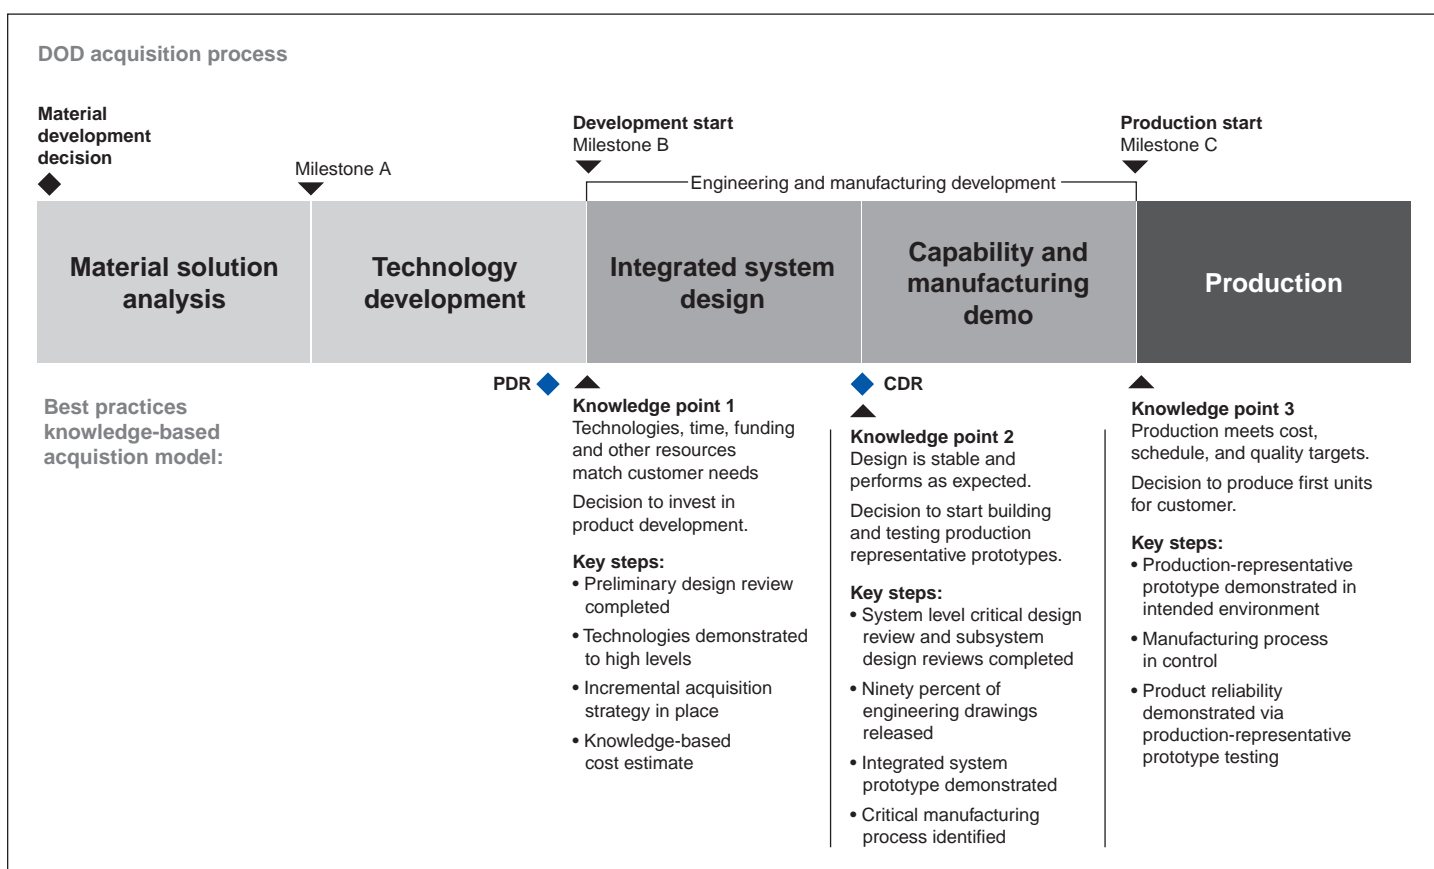 DOD acquisition process
Material
development
decision
Milestone A
Development start
Milestone B
Production start
Milestone C
Engineering and manufacturing development
Material solution
analysis
Technology
development
Integrated system
design
Capability and
manufacturing
demo
Production
PDR
CDR
Best practices
knowledge-based
acquistion model:
Knowledge point 1
Technologies, time, funding
and other resources
match customer needs
Decision to invest in
product development.
Key steps:
• Preliminary design review
completed
• Technologies demonstrated
to high levels
• Incremental acquisition
strategy in place
• Knowledge-based
cost estimate
Knowledge point 2
Design is stable and
performs as expected.
Decision to start building
and testing production
representative prototypes.
Key steps:
• System level critical design
review and subsystem
design reviews completed
• Ninety percent of
engineering drawings
released
• Integrated system
prototype demonstrated
• Critical manufacturing
process identified
Knowledge point 3
Production meets cost,
schedule, and quality targets.
Decision to produce first units
for customer.
Key steps:
• Production-representative
prototype demonstrated in
intended environment
• Manufacturing process
in control
• Product reliability
demonstrated via
production-representative
prototype testing